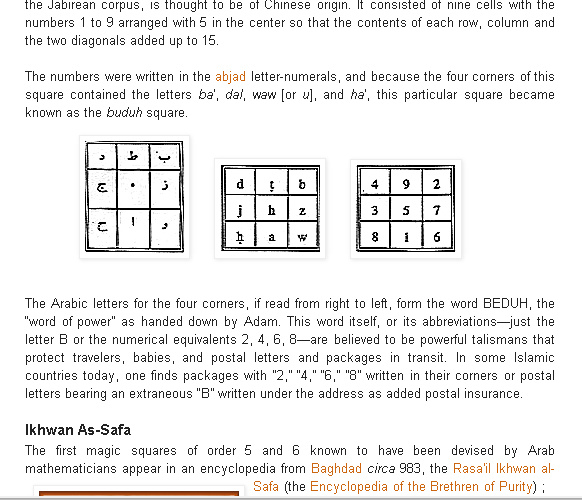 the Jabirean corpus, is thought to be of Chinese origin. It consisted of nine cells with the
numbers 1 to 9 arranged with 5 in the center so that the contents of each row, column and
the two diagonals added up to 15.
The numbers were written in the abjad letter-numerals, and because the four corners of this
square contained the letters ba', dal, waw [or u], and ha', this particular square became
known as the buduh square.
د ط ب
ج ه ز
ح ا و
d ṭ b
j h z
ḥ a w
4 9 2
3 5 7
8 1 6
The Arabic letters for the four corners, if read from right to left, form the word BEDUH, the
"word of power" as handed down by Adam. This word itself, or its abbreviations—just the
letter B or the numerical equivalents 2, 4, 6, 8—are believed to be powerful talismans that
protect travelers, babies, and postal letters and packages in transit. In some Islamic
countries today, one finds packages with "2," "4," "6," "8" written in their corners or postal
letters bearing an extraneous "B" written under the address as added postal insurance.
Ikhwan As-Safa
The first magic squares of order 5 and 6 known to have been devised by Arab
mathematicians appear in an encyclopedia from Baghdad circa 983, the Rasa'il Ikhwan al-
Safa (the Encyclopedia of the Brethren of Purity) ;